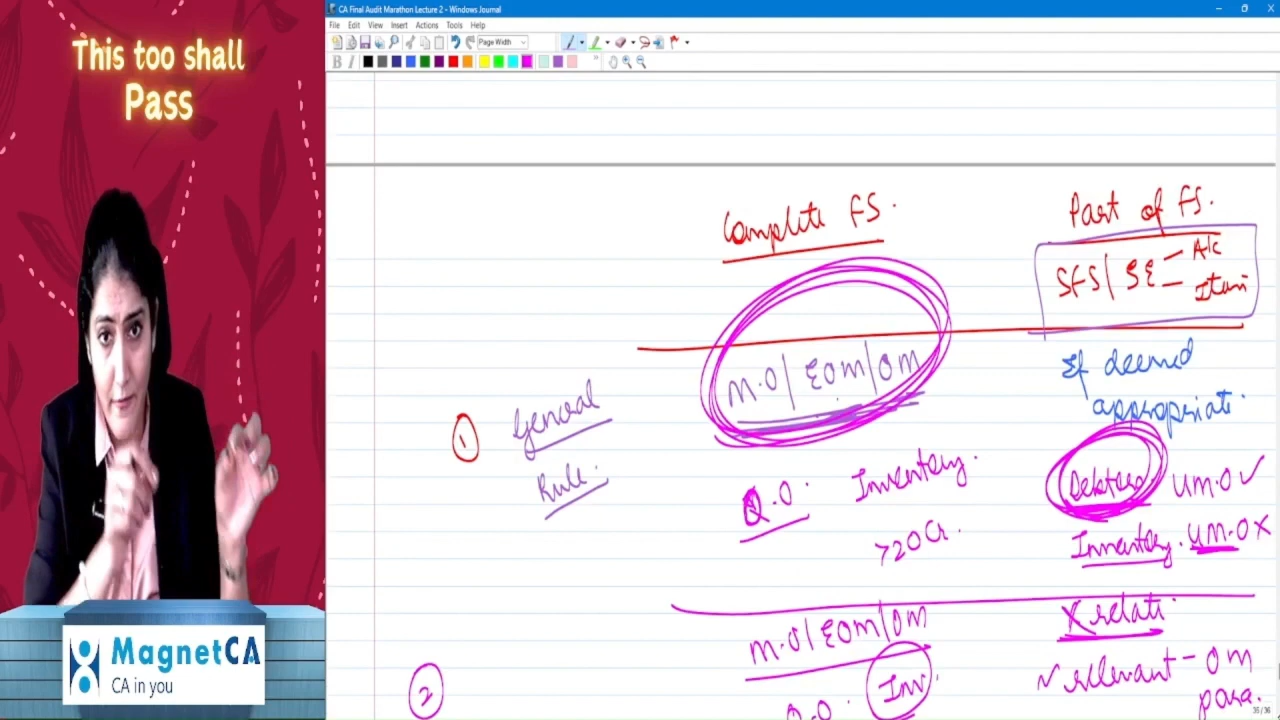 This too shall
Pass
CA Final Audit Marathon Lecture 2 - Windows Journal
File Edit View Insert Actions Tools Help
Page Width
B I
Complete FS.
Part of FS.
SFS/ SE
A/c
Item
M.O/ EOM/OM
If deemed
appropriate.
1
General
Rule.
Q.O. Inventory.
>20Cr.
Debtors UM.O ✓
Inventory. UM.O X
X relate.
M.O/ EOM/OM
Inv.
Q.O.
✓ relevant - OM
para.
2
MagnetCA
CA in you
35 / 36